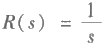 R(s) = 1/s